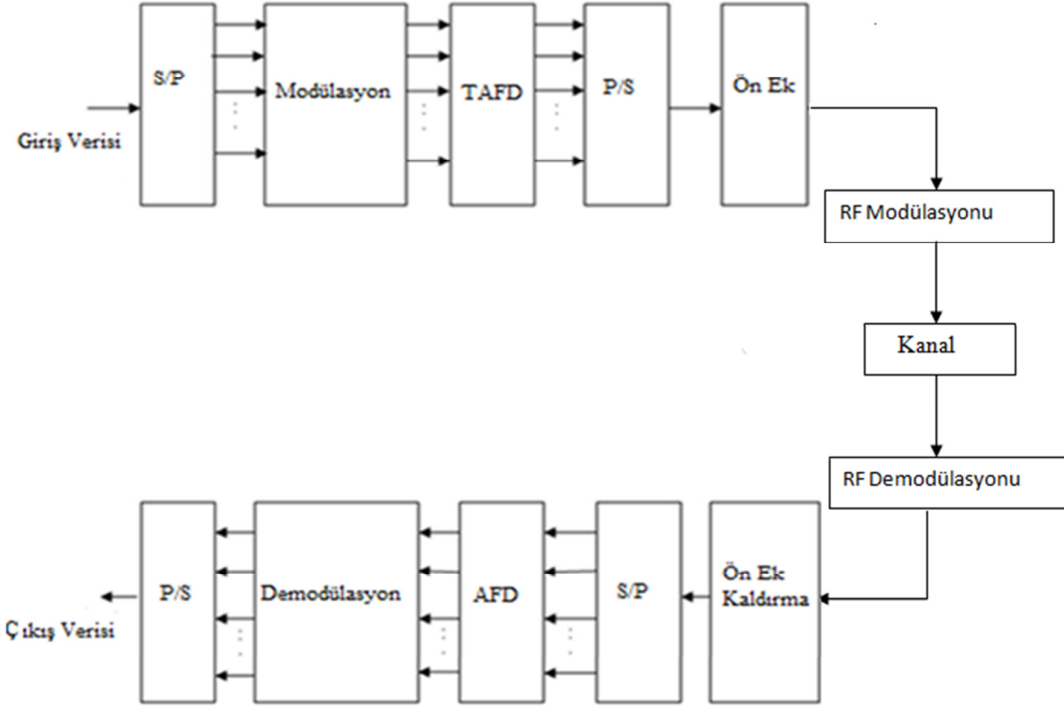 S/P
Modülasyon
TAFD
P/S
Ön Ek
Giriş Verisi
RF Modülasyonu
Kanal
RF Demodülasyonu
P/S
Demodülasyon
AFD
S/P
Ön Ek
Kaldırma
Çıkış Verisi